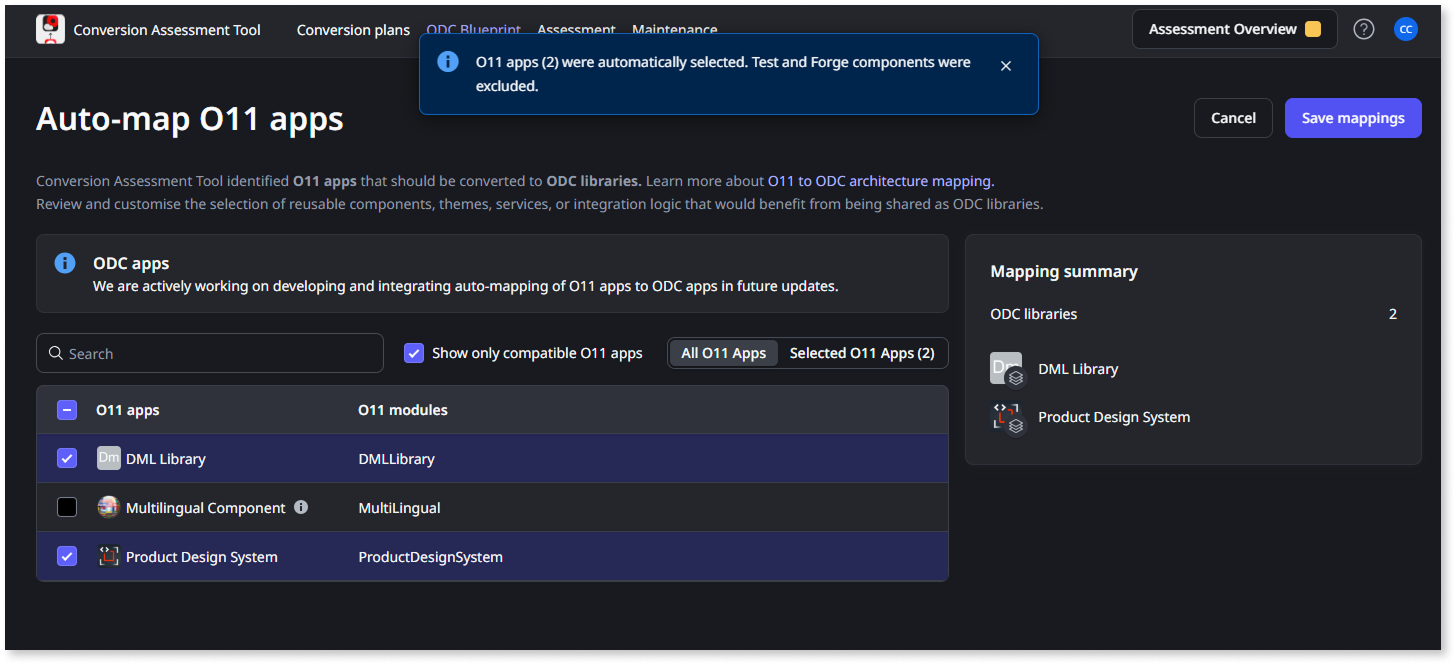 Conversion Assessment Tool
Conversion plans
ODC Blueprint
Assessment
Maintenance
Assessment Overview
?
CC
O11 apps (2) were automatically selected. Test and Forge components were
excluded.
Auto-map O11 apps
Cancel
Save mappings
Conversion Assessment Tool identified O11 apps that should be converted to ODC libraries. Learn more about O11 to ODC architecture mapping.
Review and customise the selection of reusable components, themes, services, or integration logic that would benefit from being shared as ODC libraries.
ODC apps
We are actively working on developing and integrating auto-mapping of O11 apps to ODC apps in future updates.
Search
Show only compatible O11 apps
All O11 Apps
Selected O11 Apps (2)
O11 apps
O11 modules
Dm DML Library
DMLLibrary
Multilingual Component
MultiLingual
Product Design System
ProductDesignSystem
Mapping summary
ODC libraries
2
Dm DML Library
Product Design System